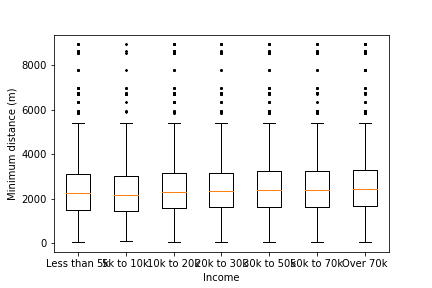 8000
6000
4000
2000
0
Minimum distance (m)
Less than 5k 5k to 10k 10k to 20k 20k to 30k 30k to 50k 50k to 70k Over 70k
Income